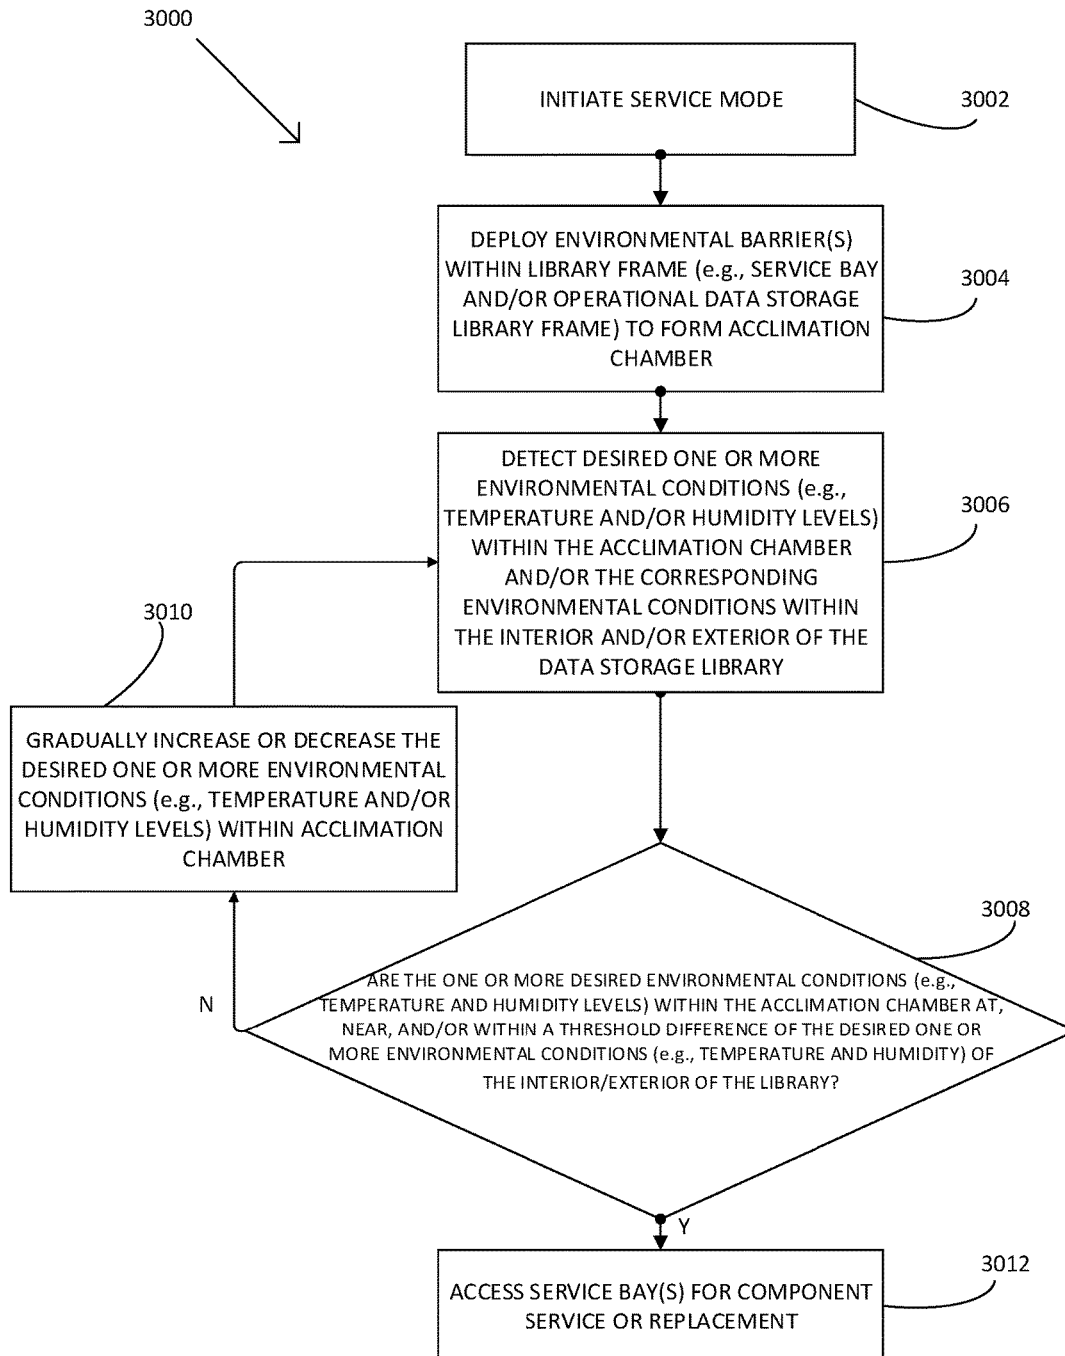 3000
INITIATE SERVICE MODE
3002
DEPLOY ENVIRONMENTAL BARRIER(S)
WITHIN LIBRARY FRAME (e.g., SERVICE BAY
AND/OR OPERATIONAL DATA STORAGE
LIBRARY FRAME) TO FORM ACCLIMATION
CHAMBER
3004
DETECT DESIRED ONE OR MORE
ENVIRONMENTAL CONDITIONS (e.g.,
TEMPERATURE AND/OR HUMIDITY LEVELS)
WITHIN THE ACCLIMATION CHAMBER
AND/OR THE CORRESPONDING
ENVIRONMENTAL CONDITIONS WITHIN
THE INTERIOR AND/OR EXTERIOR OF THE
DATA STORAGE LIBRARY
3006
3010
GRADUALLY INCREASE OR DECREASE THE
DESIRED ONE OR MORE ENVIRONMENTAL
CONDITIONS (e.g., TEMPERATURE AND/OR
HUMIDITY LEVELS) WITHIN ACCLIMATION
CHAMBER
3008
ARE THE ONE OR MORE DESIRED ENVIRONMENTAL CONDITIONS (e.g.,
TEMPERATURE AND HUMIDITY LEVELS) WITHIN THE ACCLIMATION CHAMBER AT,
NEAR, AND/OR WITHIN A THRESHOLD DIFFERENCE OF THE DESIRED ONE OR
MORE ENVIRONMENTAL CONDITIONS (e.g., TEMPERATURE AND HUMIDITY) OF
THE INTERIOR/EXTERIOR OF THE LIBRARY?
N
Y
ACCESS SERVICE BAY(S) FOR COMPONENT
SERVICE OR REPLACEMENT
3012